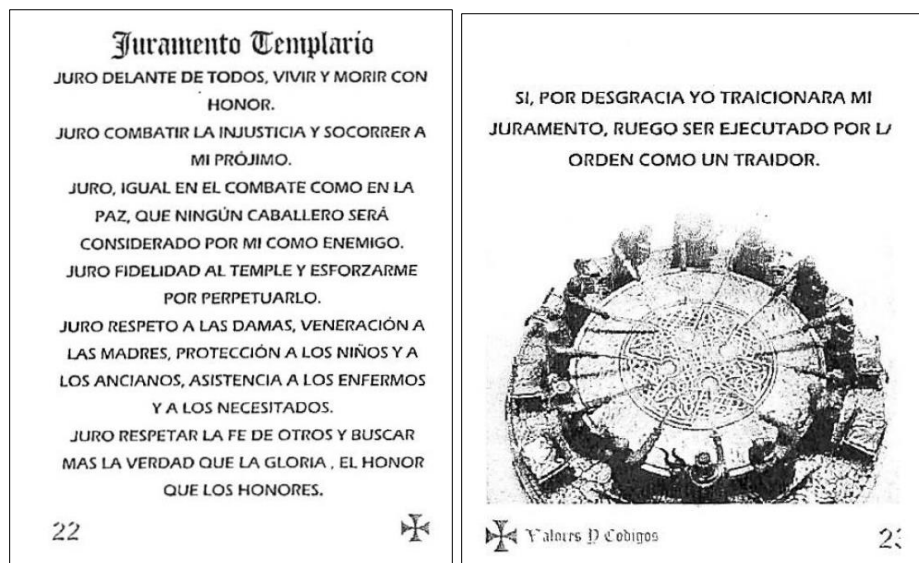 Juramento Templario
JURO DELANTE DE TODOS, VIVIR Y MORIR CON
HONOR.
JURO COMBATIR LA INJUSTICIA Y SOCORRER A
MI PRÓJIMO.
JURO, IGUAL EN EL COMBATE COMO EN LA
PAZ, QUE NINGÚN CABALLERO SERÁ
CONSIDERADO POR MI COMO ENEMIGO.
JURO FIDELIDAD AL TEMPLE Y ESFORZARME
POR PERPETUARLO.
JURO RESPETO A LAS DAMAS, VENERACIÓN A
LAS MADRES, PROTECCIÓN A LOS NIÑOS Y A
LOS ANCIANOS, ASISTENCIA A LOS ENFERMOS
Y A LOS NECESITADOS.
JURO RESPETAR LA FE DE OTROS Y BUSCAR
MAS LA VERDAD QUE LA GLORIA , EL HONOR
QUE LOS HONORES.
22
SI, POR DESGRACIA YO TRAICIONARA MI
JURAMENTO, RUEGO SER EJECUTADO POR LA
ORDEN COMO UN TRAIDOR.
Valores Y Codigos
23